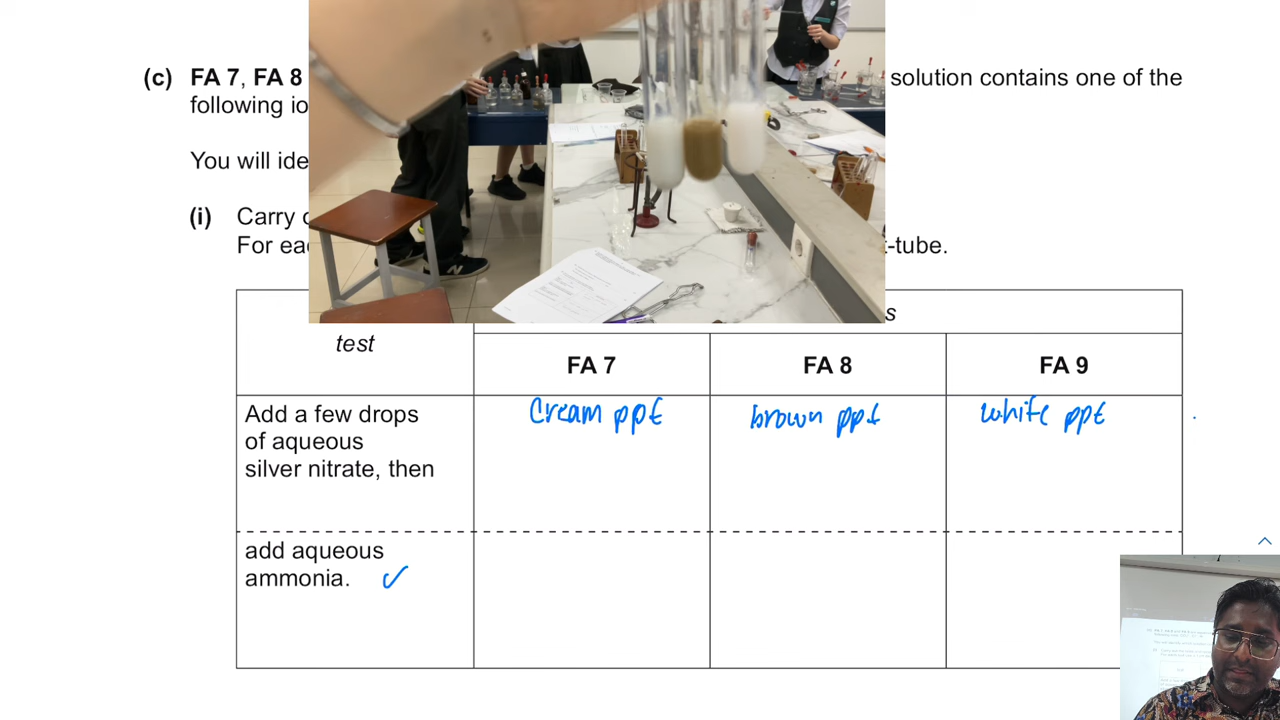 (c) FA 7, FA 8 solution contains one of the
following io
You will ide
(i) Carry o
For ea -tube.
s
test
FA 7 FA 8 FA 9
Add a few drops
of aqueous
silver nitrate, then
Cream ppt brown ppt white ppt
add aqueous
ammonia. ✓